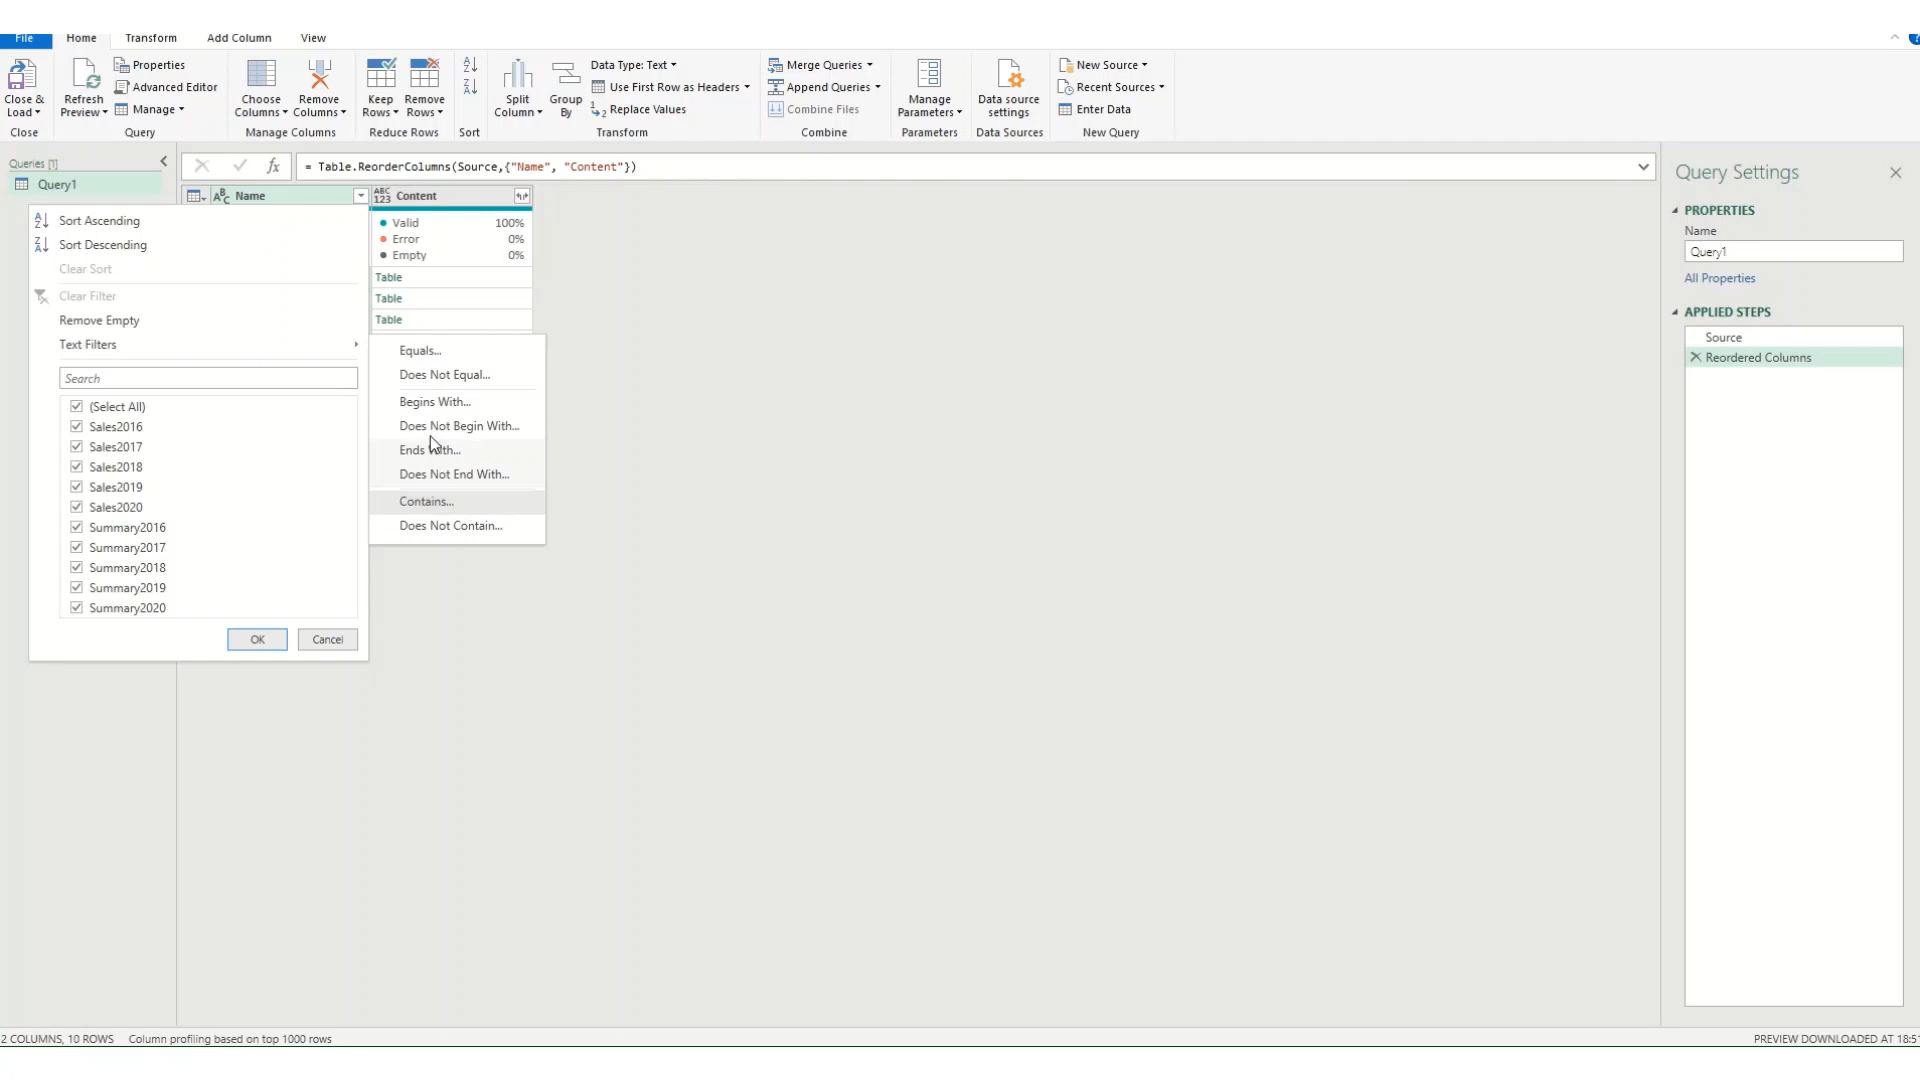 File Home Transform Add Column View
Close & Load
Close
Refresh Preview
Properties
Advanced Editor
Manage
Query
Choose Columns
Remove Columns
Manage Columns
Keep Rows
Remove Rows
Reduce Rows
Sort
Split Column
Group By
Data Type: Text
Use First Row as Headers
Replace Values
Transform
Merge Queries
Append Queries
Combine Files
Combine
Manage Parameters
Parameters
Data source settings
Data Sources
New Source
Recent Sources
Enter Data
New Query
Queries [1]
Query1
fx = Table.ReorderColumns(Source,{"Name", "Content"})
ABC Name
ABC 123 Content
Valid 100%
Error 0%
Empty 0%
Table
Table
Table
Sort Ascending
Sort Descending
Clear Sort
Clear Filter
Remove Empty
Text Filters
Search
(Select All)
Sales2016
Sales2017
Sales2018
Sales2019
Sales2020
Summary2016
Summary2017
Summary2018
Summary2019
Summary2020
OK Cancel
Equals...
Does Not Equal...
Begins With...
Does Not Begin With...
Ends With...
Does Not End With...
Contains...
Does Not Contain...
Query Settings
PROPERTIES
Name
Query1
All Properties
APPLIED STEPS
Source
Reordered Columns
2 COLUMNS, 10 ROWS Column profiling based on top 1000 rows
PREVIEW DOWNLOADED AT 18:51